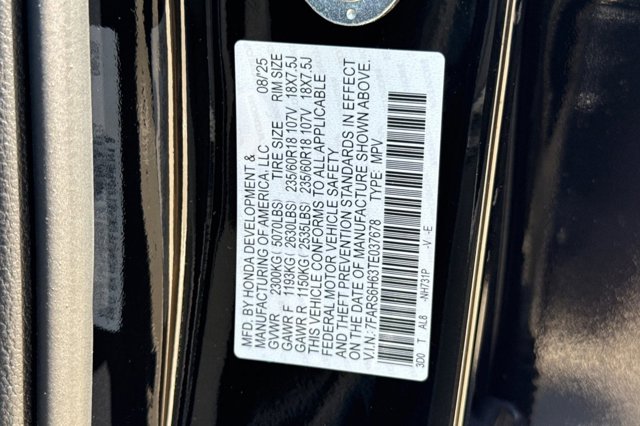 MFD. BY HONDA DEVELOPMENT & 08/25
MANUFACTURING OF AMERICA, LLC
GVWR 2300KG( 5070LBS) TIRE SIZE RIM SIZE
GAWR F 1193KG( 2630LBS) 235/60R18 107V 18X7.5J
GAWR R 1150KG( 2535LBS) 235/60R18 107V 18X7.5J
THIS VEHICLE CONFORMS TO ALL APPLICABLE
FEDERAL MOTOR VEHICLE SAFETY
AND THEFT PREVENTION STANDARDS IN EFFECT
ON THE DATE OF MANUFACTURE SHOWN ABOVE.
V.I.N.: 7FARS6H63TE037678 TYPE: MPV
3D0 T AL8 -NH731P -V -E